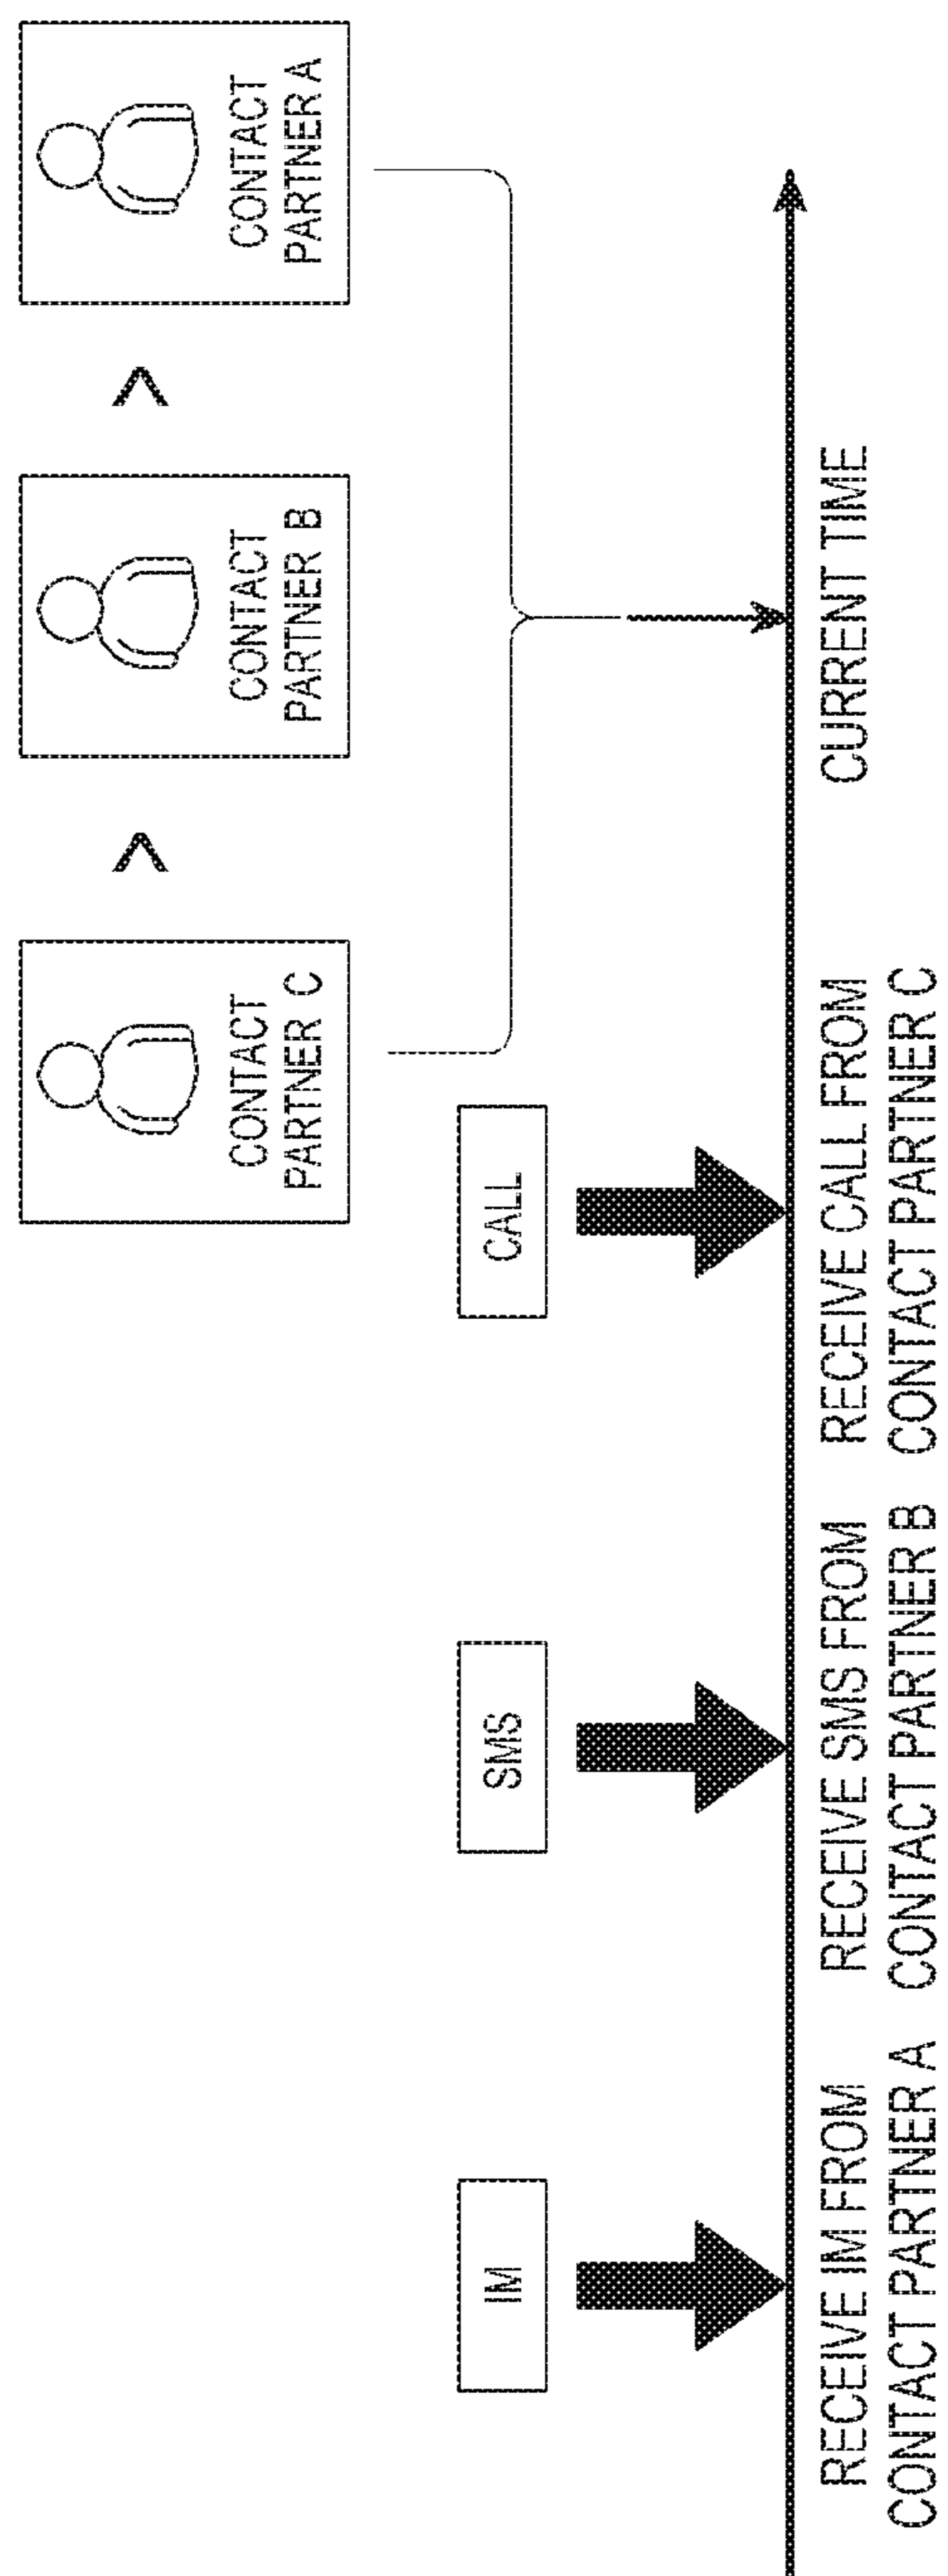 CONTACT
PARTNER C
>
CONTACT
PARTNER B
>
CONTACT
PARTNER A
IM
SMS
CALL
RECEIVE IM FROM
CONTACT PARTNER A
RECEIVE SMS FROM
CONTACT PARTNER B
RECEIVE CALL FROM
CONTACT PARTNER C
CURRENT TIME